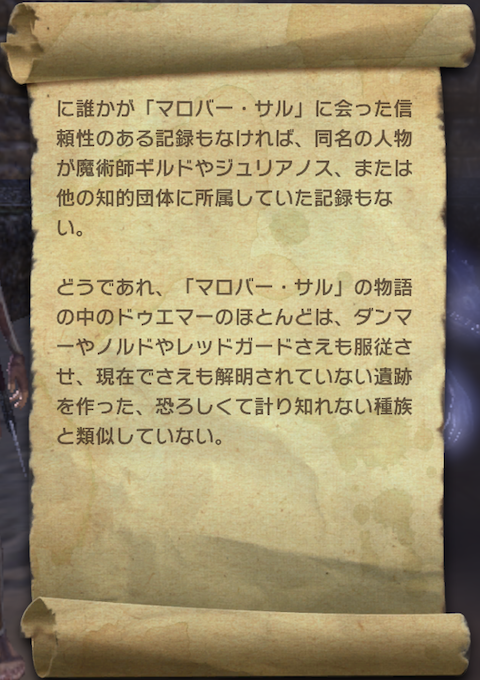 に誰かが「マロバー・サル」に会った信
頼性のある記録もなければ、同名の人物
が魔術師ギルドやジュリアノス、または
他の知的団体に所属していた記録もな
い。
どうであれ、「マロバー・サル」の物語
の中のドゥエマーのほとんどは、ダンマ
ーやノルドやレッドガードさえも服従さ
せ、現在でさえも解明されていない遺跡
を作った、恐ろしくて計り知れない種族
と類似していない。